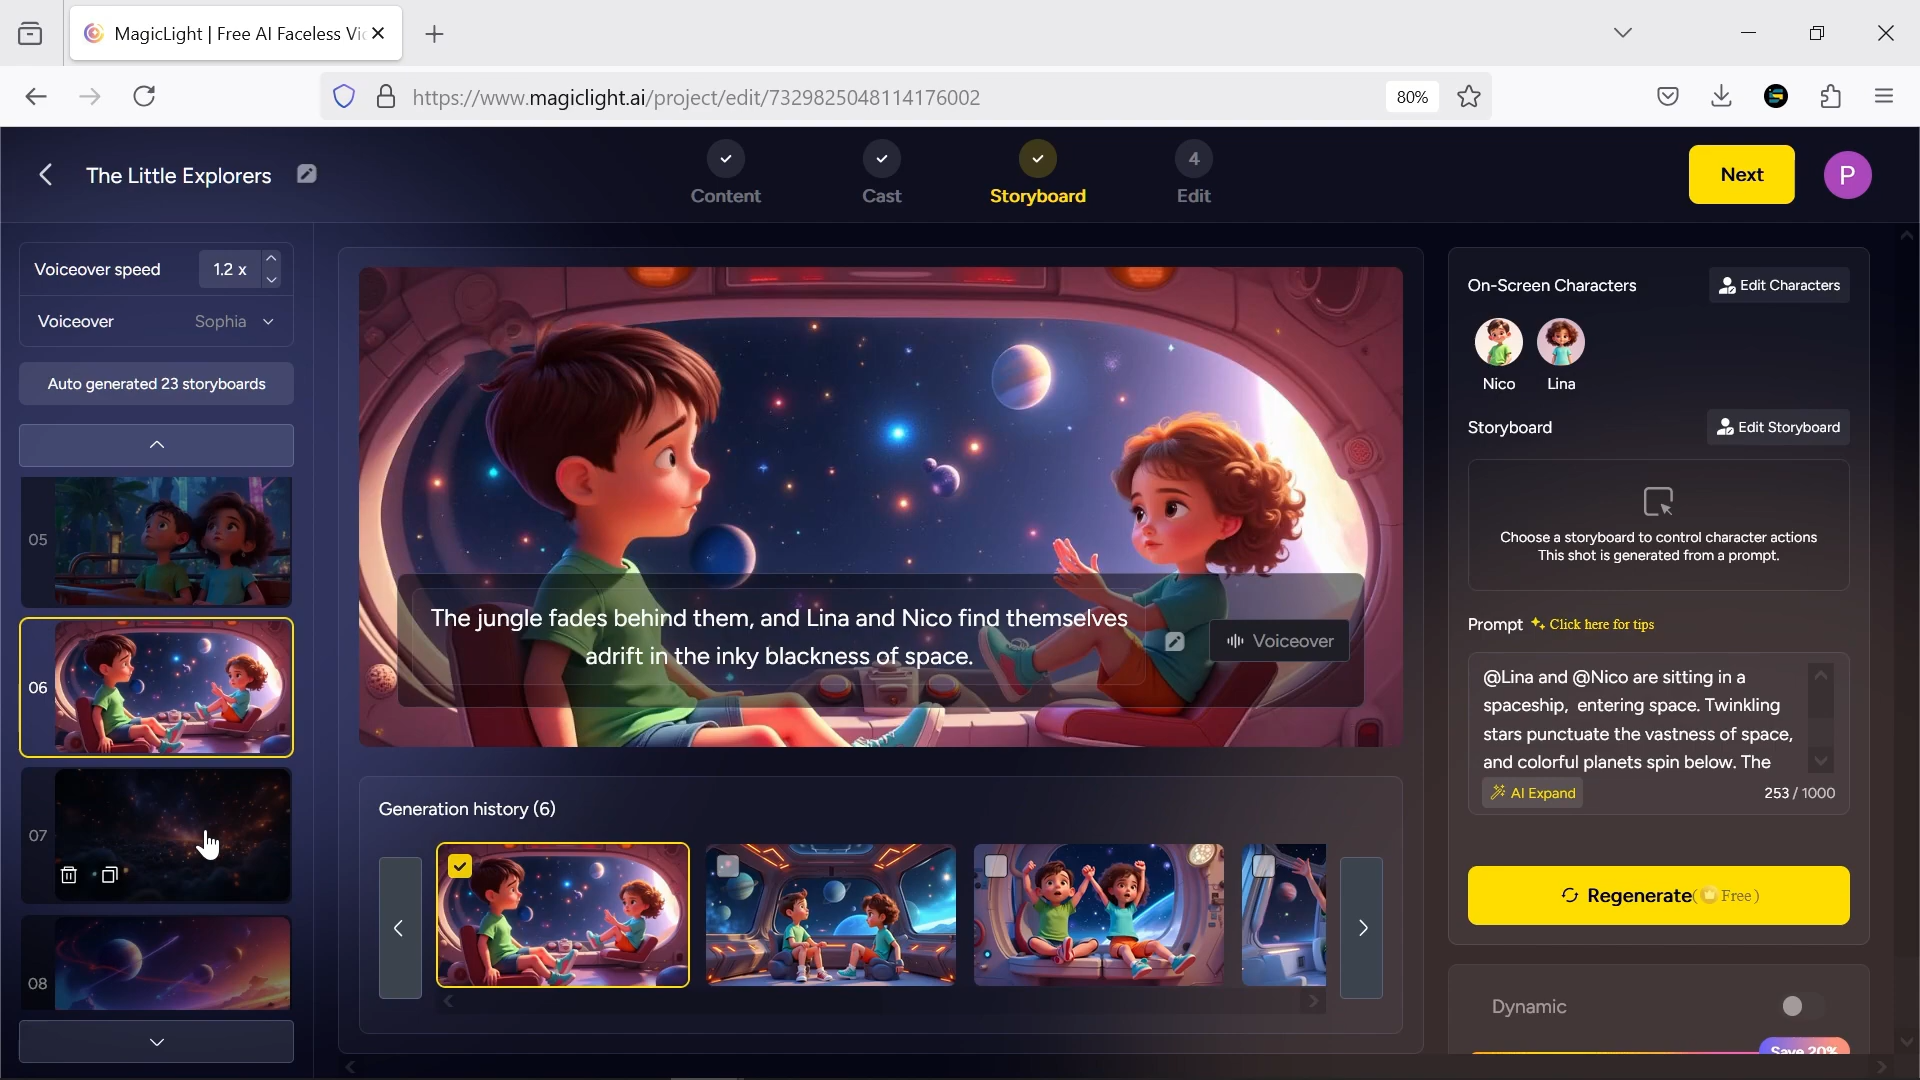 MagicLight | Free AI Faceless Vi
https://www.magiclight.ai/project/edit/7329825048114176002
80%
The Little Explorers
Content
Cast
Storyboard
4
Edit
Next
P
Voiceover speed
1.2 x
Voiceover
Sophia
Auto generated 23 storyboards
05
06
07
08
The jungle fades behind them, and Lina and Nico find themselves
adrift in the inky blackness of space.
Voiceover
Generation history (6)
On-Screen Characters
Edit Characters
Nico
Lina
Storyboard
Edit Storyboard
Choose a storyboard to control character actions
This shot is generated from a prompt.
Prompt
Click here for tips
@Lina and @Nico are sitting in a
spaceship, entering space. Twinkling
stars punctuate the vastness of space,
and colorful planets spin below. The
AI Expand
253 / 1000
Regenerate( Free )
Dynamic
Save 20%